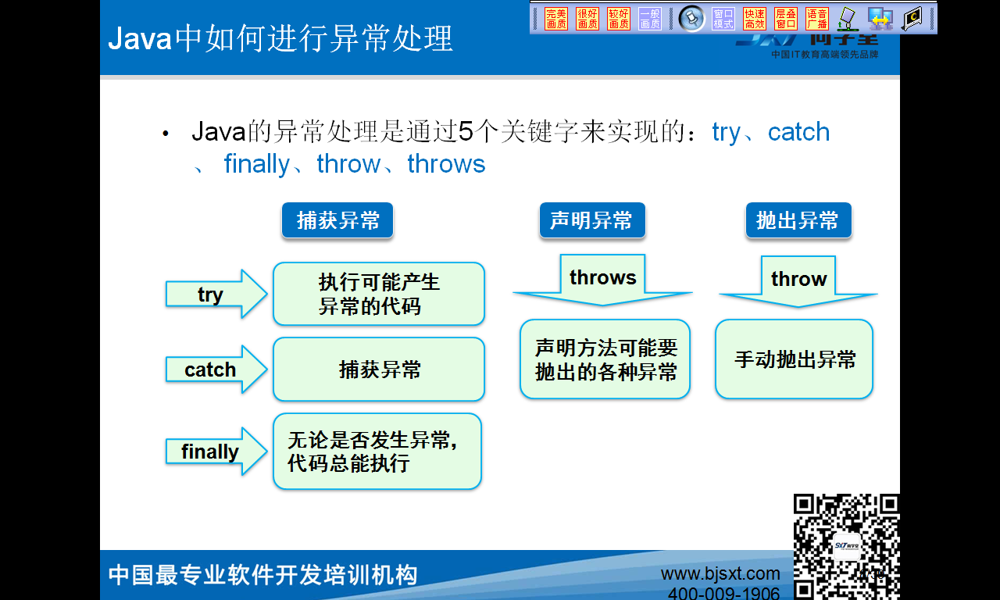 完美画质 很好画质 较好画质 一般画质 窗口模式 快速高效 层叠窗口 语音广播
Java中如何进行异常处理
中国IT教育高端领先品牌
• Java的异常处理是通过5个关键字来实现的：try、catch
、 finally、throw、throws
捕获异常 声明异常 抛出异常
try
执行可能产生
异常的代码
throws
throw
catch
捕获异常
声明方法可能要
抛出的各种异常
手动抛出异常
finally
无论是否发生异常，
代码总能执行
SXT尚学堂
中国最专业软件开发培训机构
www.bjsxt.com
400-009-1906